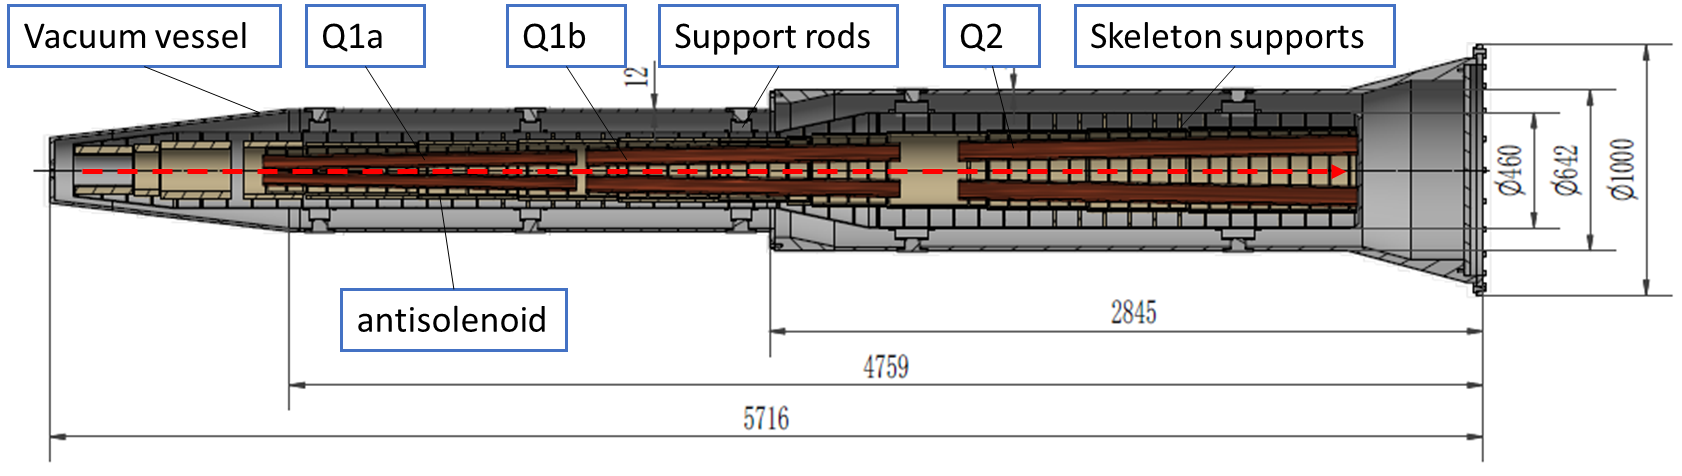 Vacuum vessel
Q1a
Q1b
Support rods
Q2
Skeleton supports
12
antisolenoid
Ø460
Ø642
Ø1000
2845
4759
5716